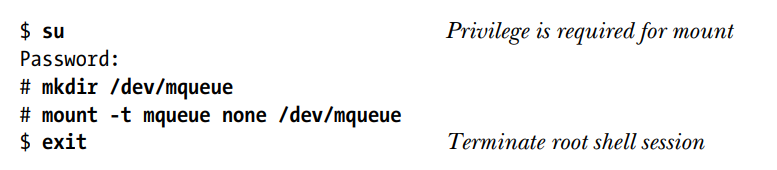 $ su Privilege is required for mount
Password:
# mkdir /dev/mqueue
# mount -t mqueue none /dev/mqueue
$ exit Terminate root shell session